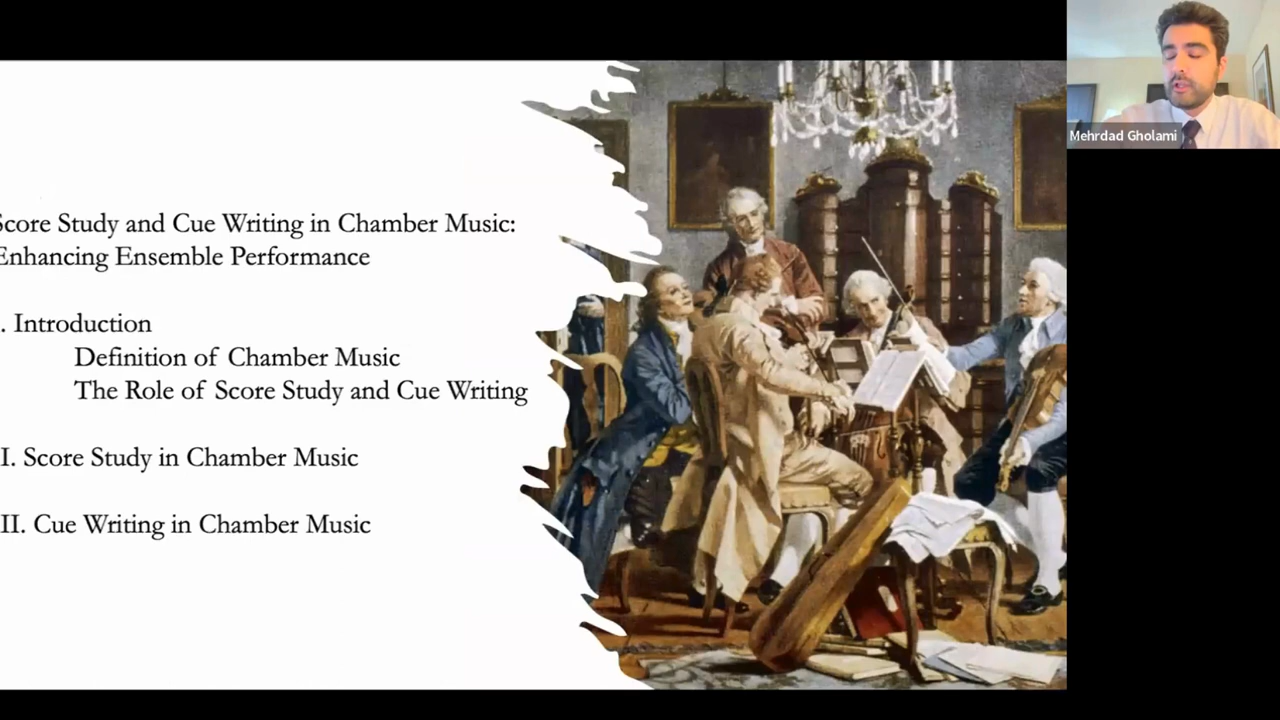 Score Study and Cue Writing in Chamber Music:
Enhancing Ensemble Performance
. Introduction
Definition of Chamber Music
The Role of Score Study and Cue Writing
I. Score Study in Chamber Music
II. Cue Writing in Chamber Music
Mehrdad Gholami